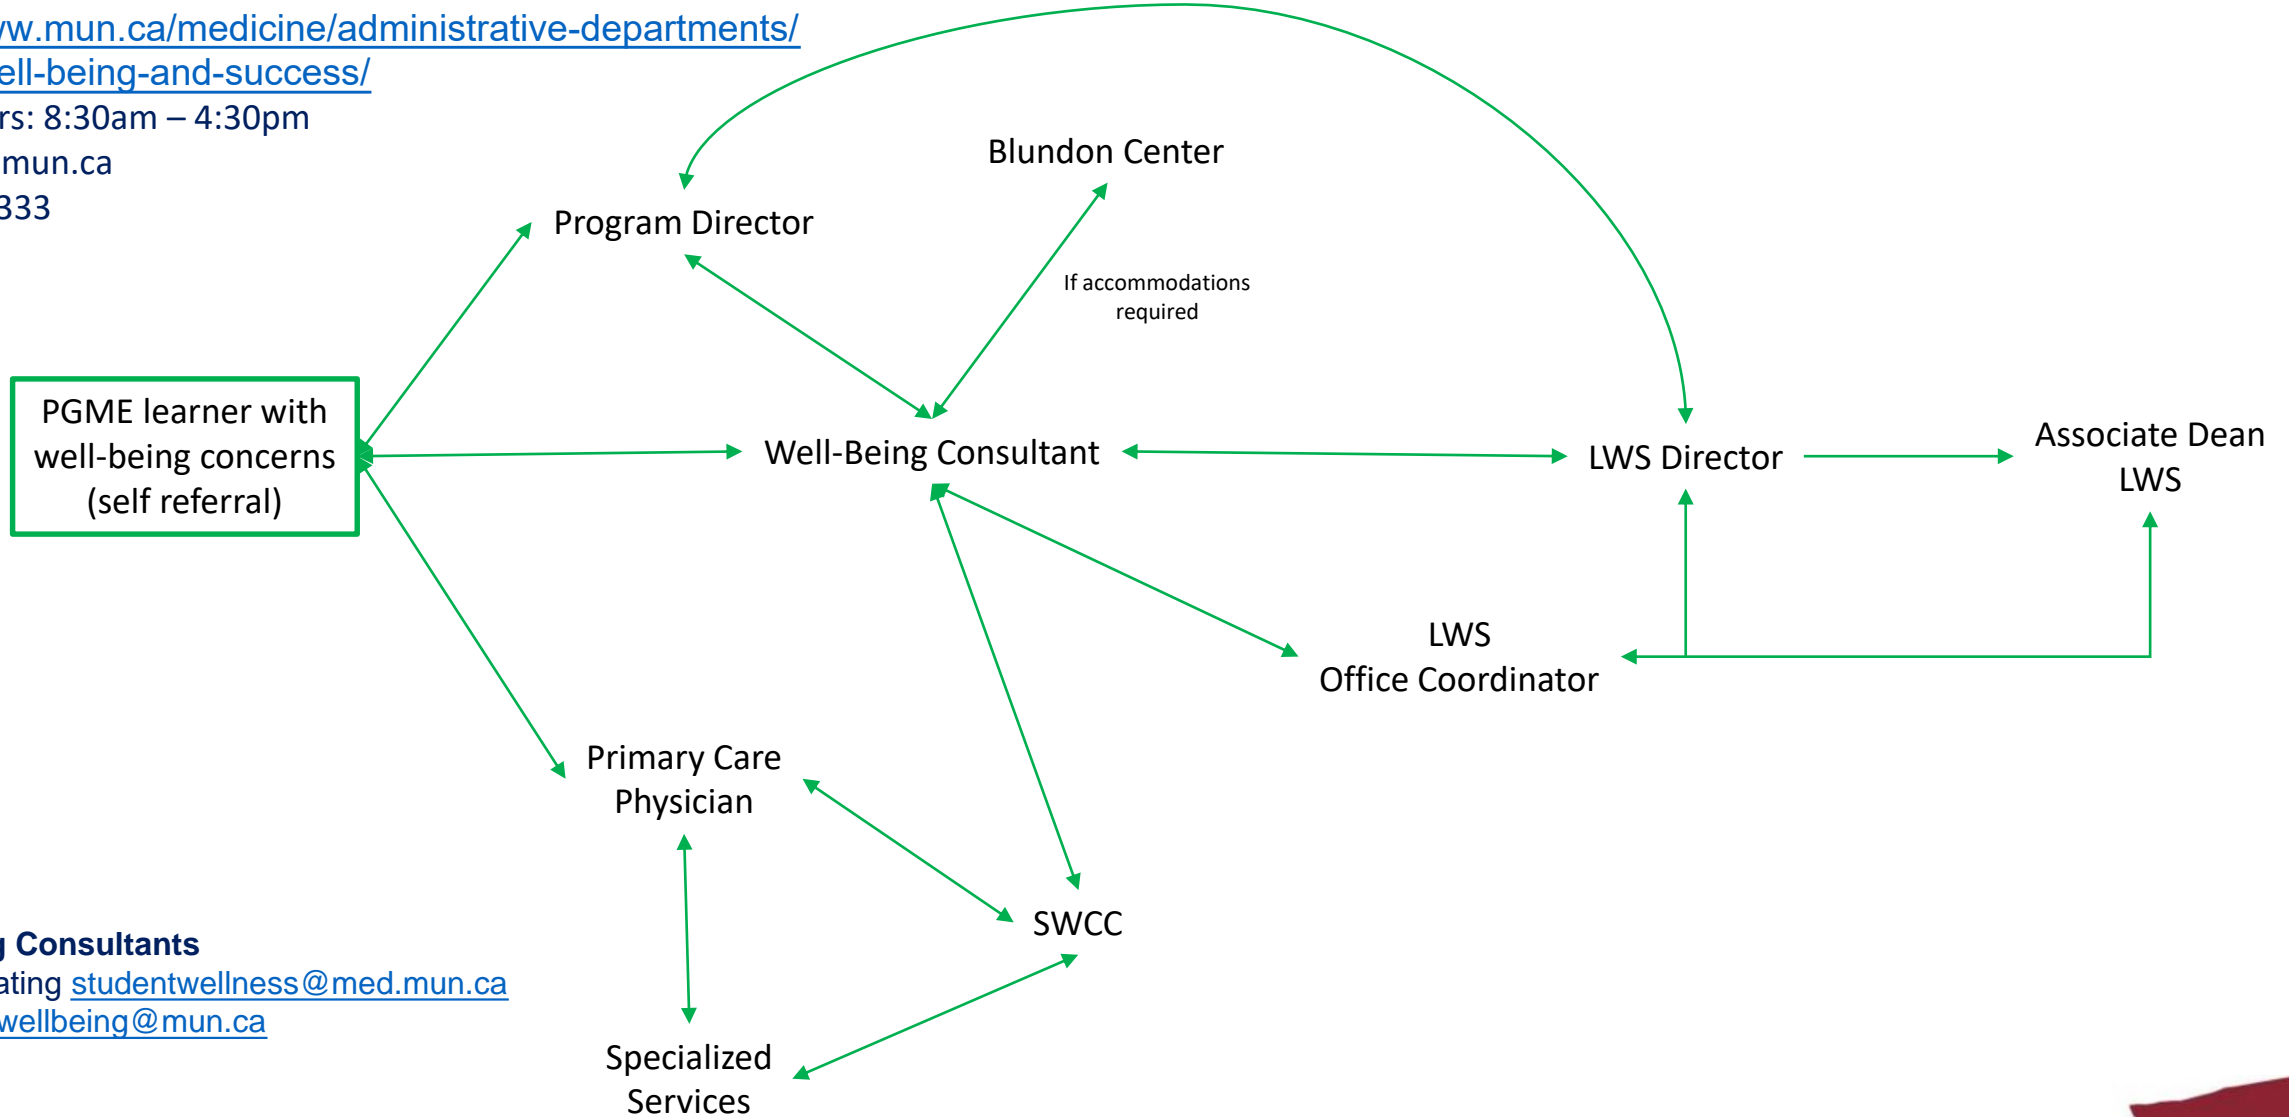 ww.mun.ca/medicine/administrative-departments/
ell-being-and-success/
rs: 8:30am – 4:30pm
mun.ca
333
Blundon Center
Program Director
If accommodations
required
PGME learner with
well-being concerns
(self referral)
Well-Being Consultant
LWS Director
Associate Dean
LWS
LWS
Office Coordinator
Primary Care
Physician
SWCC
g Consultants
ating studentwellness@med.mun.ca
wellbeing@mun.ca
Specialized
Services